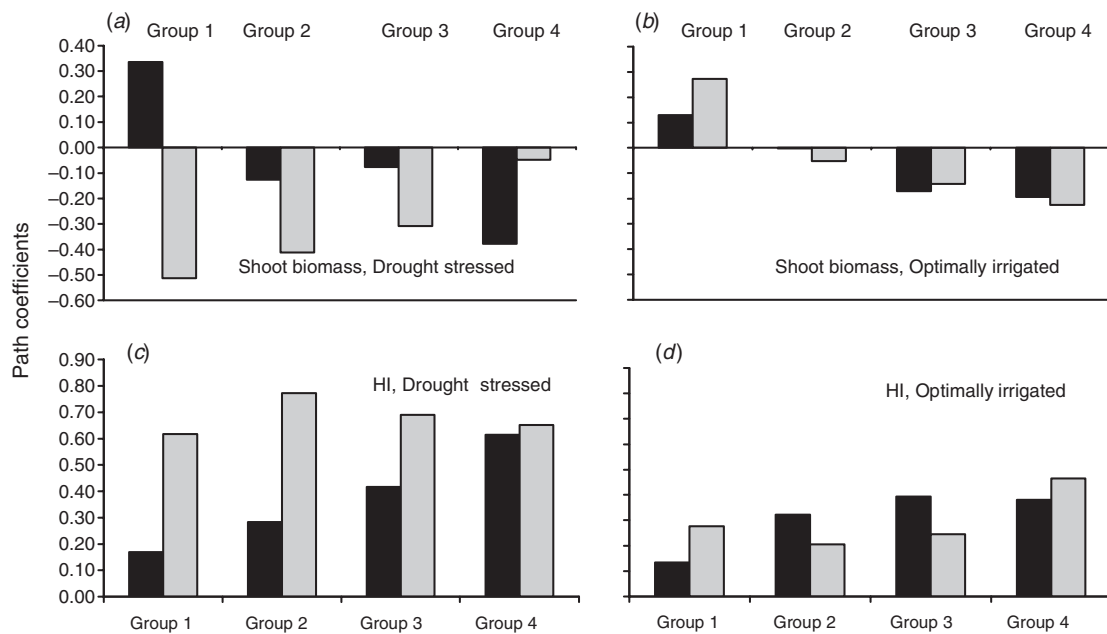 (a)
Group 1 Group 2 Group 3 Group 4
0.40
0.30
0.20
0.10
0.00
–0.10
–0.20
–0.30
–0.40
–0.50
–0.60
Shoot biomass, Drought stressed
(b)
Group 1 Group 2 Group 3 Group 4
Shoot biomass, Optimally irrigated
Path coefficients
(c)
HI, Drought stressed
0.90
0.80
0.70
0.60
0.50
0.40
0.30
0.20
0.10
0.00
Group 1 Group 2 Group 3 Group 4
(d)
HI, Optimally irrigated
Group 1 Group 2 Group 3 Group 4